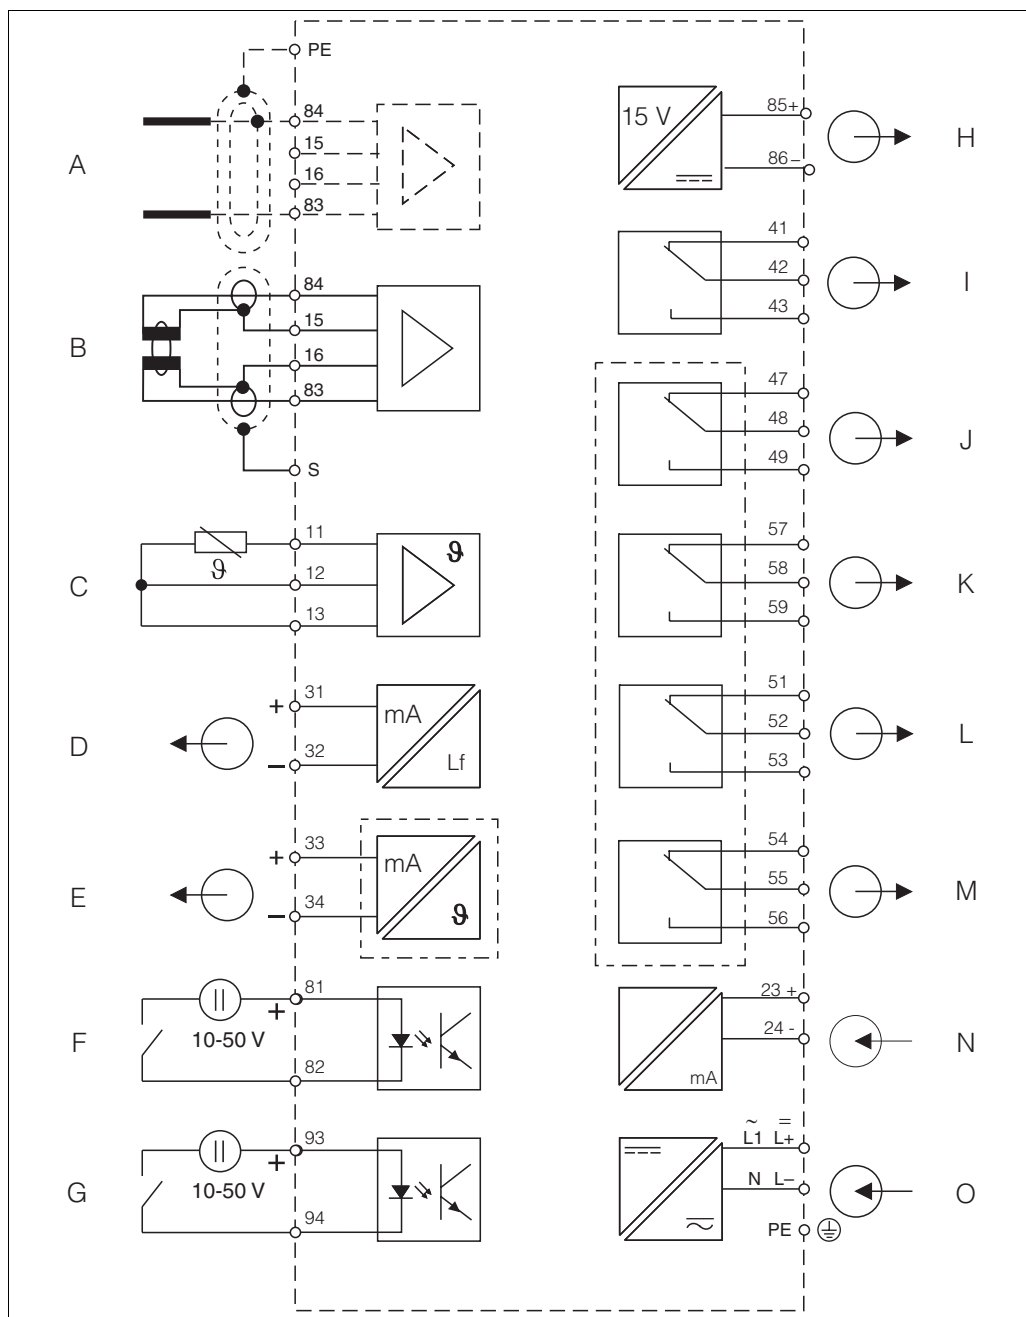 PE
A
84
15
16
83
B
84
15
16
83
S
C
11
12
13
ϑ
ϑ
D
+ 31
− 32
mA
Lf
E
+ 33
− 34
mA
ϑ
F
81
+
10-50 V
82
G
93
+
10-50 V
94
15 V
85+
86−
H
41
42
43
I
47
48
49
J
57
58
59
K
51
52
53
L
54
55
56
M
23 +
24 -
mA
N
~ =
L1 L+
N L−
PE
O